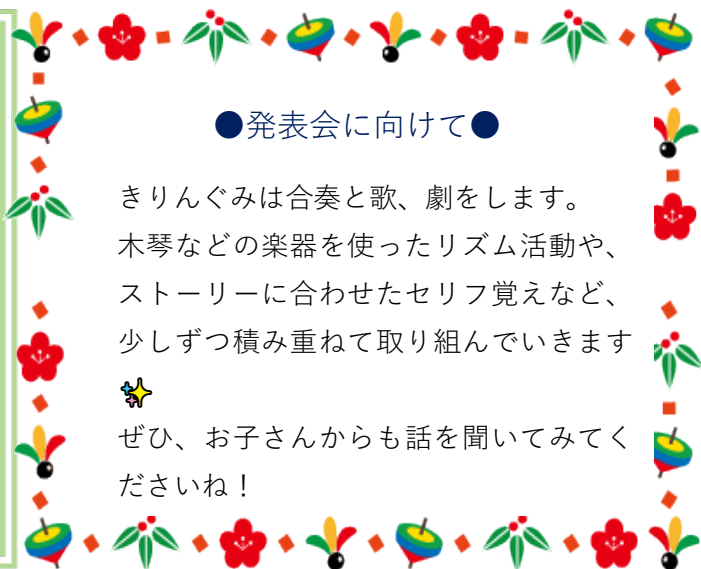 ●発表会に向けて●
きりんぐみは合奏と歌、劇をします。
木琴などの楽器を使ったリズム活動や、
ストーリーに合わせたセリフ覚えなど、
少しずつ積み重ねて取り組んでいきます
✨
ぜひ、お子さんからも話を聞いてみてく
ださいね！